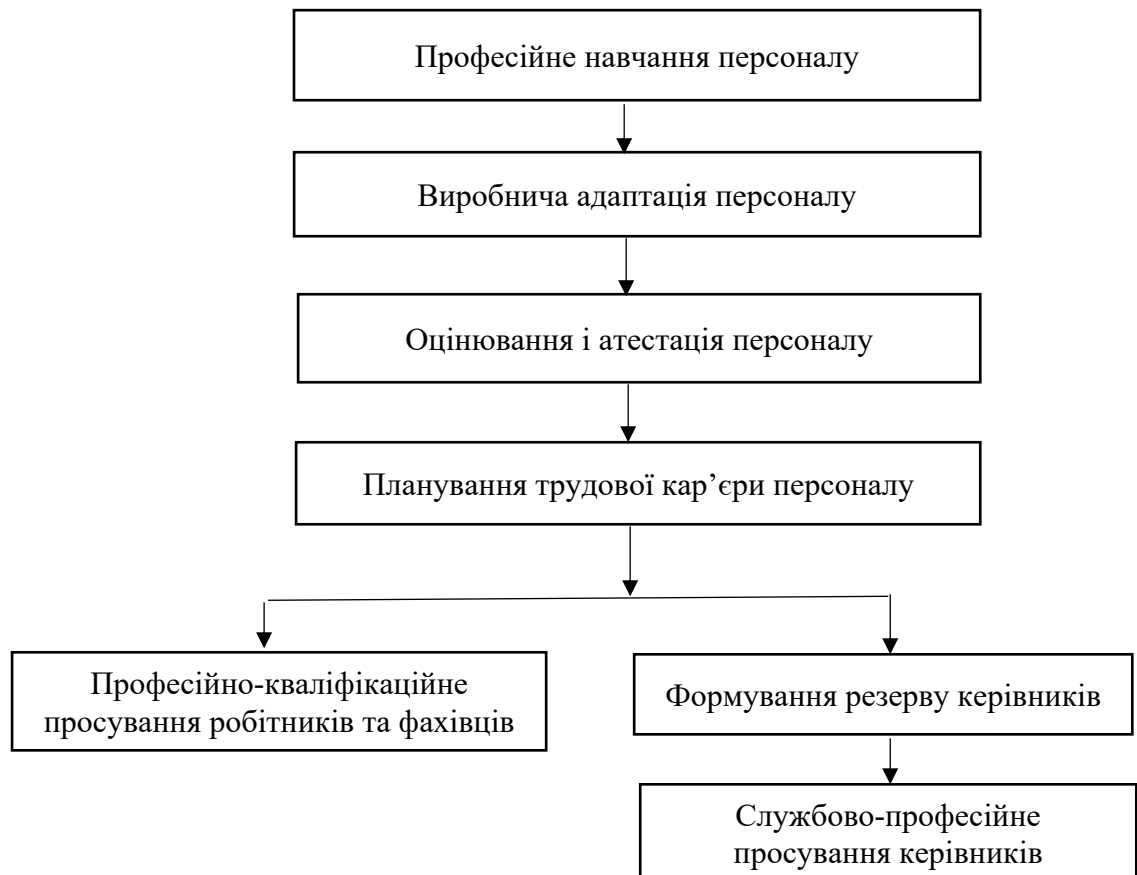 Професійне навчання персоналу
Виробнича адаптація персоналу
Оцінювання і атестація персоналу
Планування трудової кар’єри персоналу
Професійно-кваліфікаційне
просування робітників та фахівців
Формування резерву керівників
Службово-професійне
просування керівників